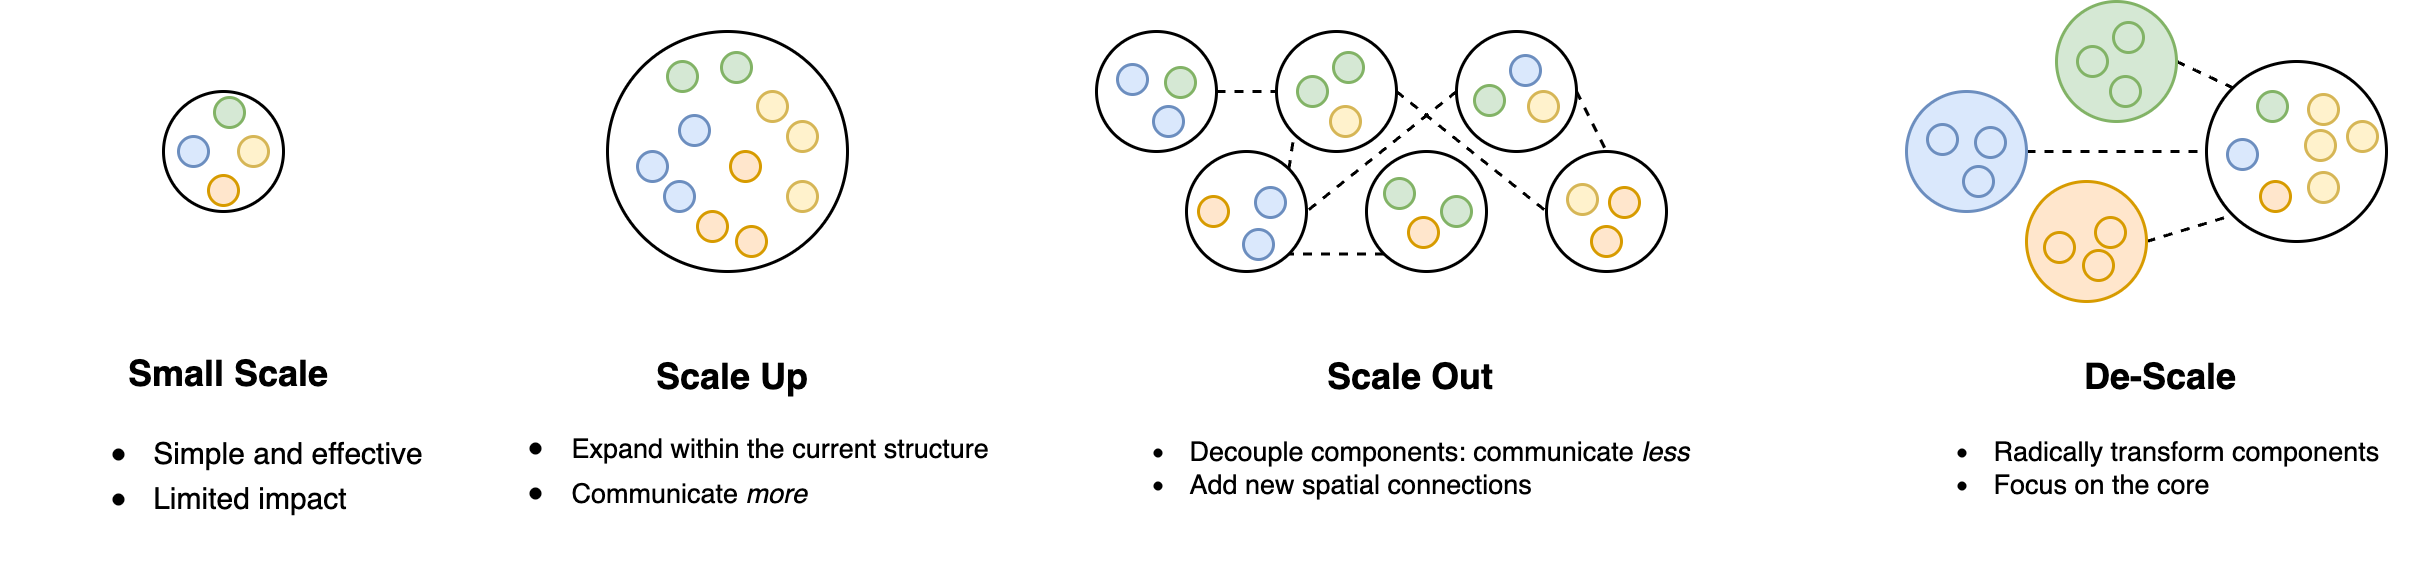 Small Scale
• Simple and effective
• Limited impact
Scale Up
• Expand within the current structure
• Communicate more
Scale Out
• Decouple components: communicate less
• Add new spatial connections
De-Scale
• Radically transform components
• Focus on the core